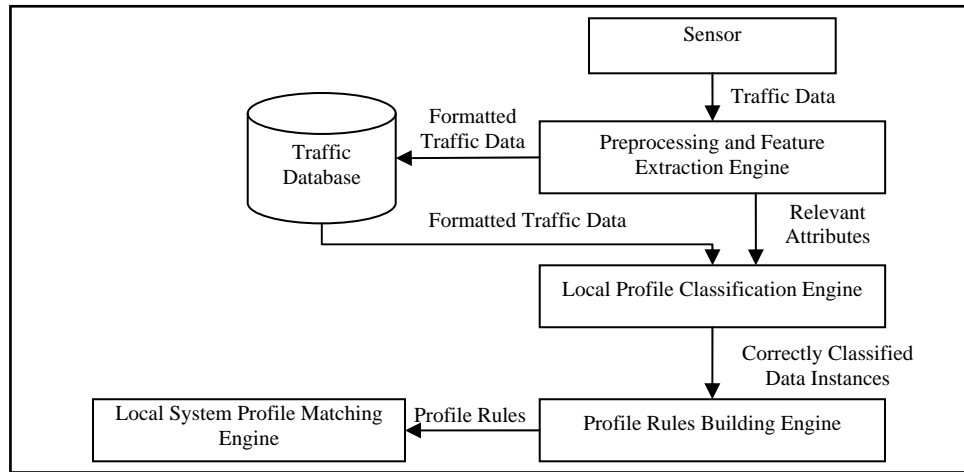 Sensor
Traffic Data
Formatted
Traffic Data
Preprocessing and Feature
Extraction Engine
Traffic
Database
Formatted Traffic Data
Relevant
Attributes
Local Profile Classification Engine
Correctly Classified
Data Instances
Local System Profile Matching
Engine
Profile Rules
Profile Rules Building Engine